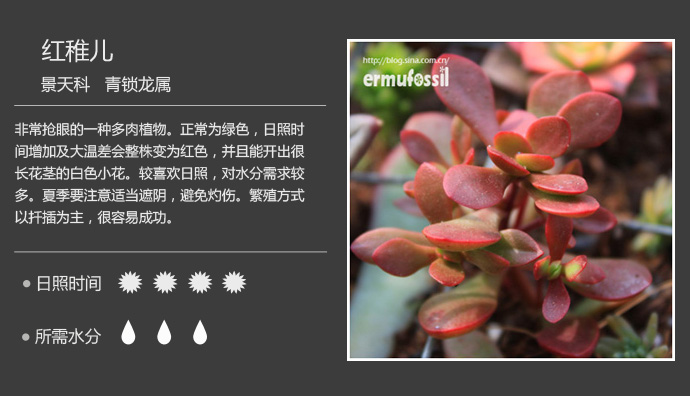 红稚儿
景天科 青锁龙属
非常抢眼的一种多肉植物。正常为绿色，日照时
间增加及大温差会整株变为红色，并且能开出很
长花茎的白色小花。较喜欢日照，对水分需求较
多。夏季要注意适当遮阴，避免灼伤。繁殖方式
以扦插为主，很容易成功。
日照时间
所需水分
http://blog.sina.com.cn/
ermufossil